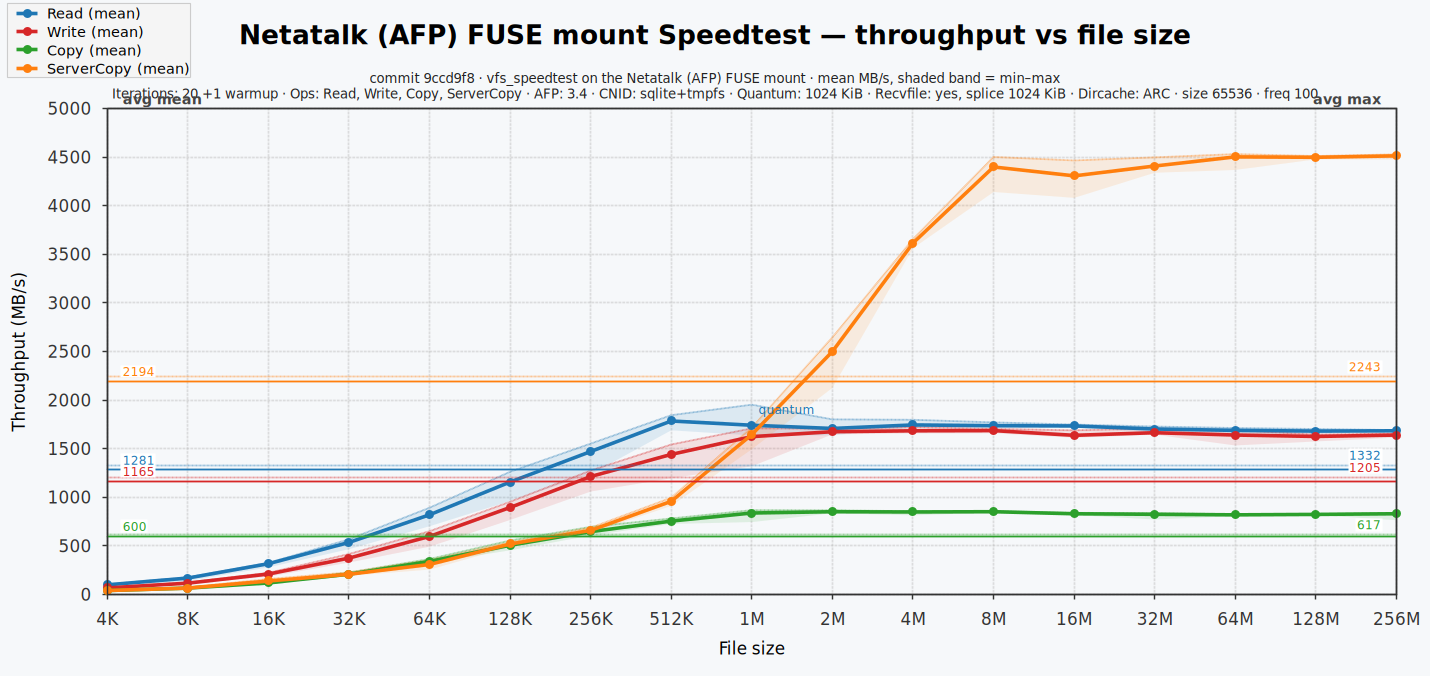 Read (mean)
Write (mean)
Copy (mean)
ServerCopy (mean)
Netatalk (AFP) FUSE mount Speedtest — throughput vs file size
commit 9ccd9f8 · vfs_speedtest on the Netatalk (AFP) FUSE mount · mean MB/s, shaded band = min–max
Iterations: 20 +1 warmup · Ops: Read, Write, Copy, ServerCopy · AFP: 3.4 · CNID: sqlite+tmpfs · Quantum: 1024 KiB · Recvfile: yes, splice 1024 KiB · Dircache: ARC · size 65536 · freq 100
avg mean
avg max
5000
4500
4000
3500
3000
2500
2000
1500
1000
500
0
Throughput (MB/s)
2194
2243
quantum
1281
1332
1165
1205
600
617
4K 8K 16K 32K 64K 128K 256K 512K 1M 2M 4M 8M 16M 32M 64M 128M 256M
File size